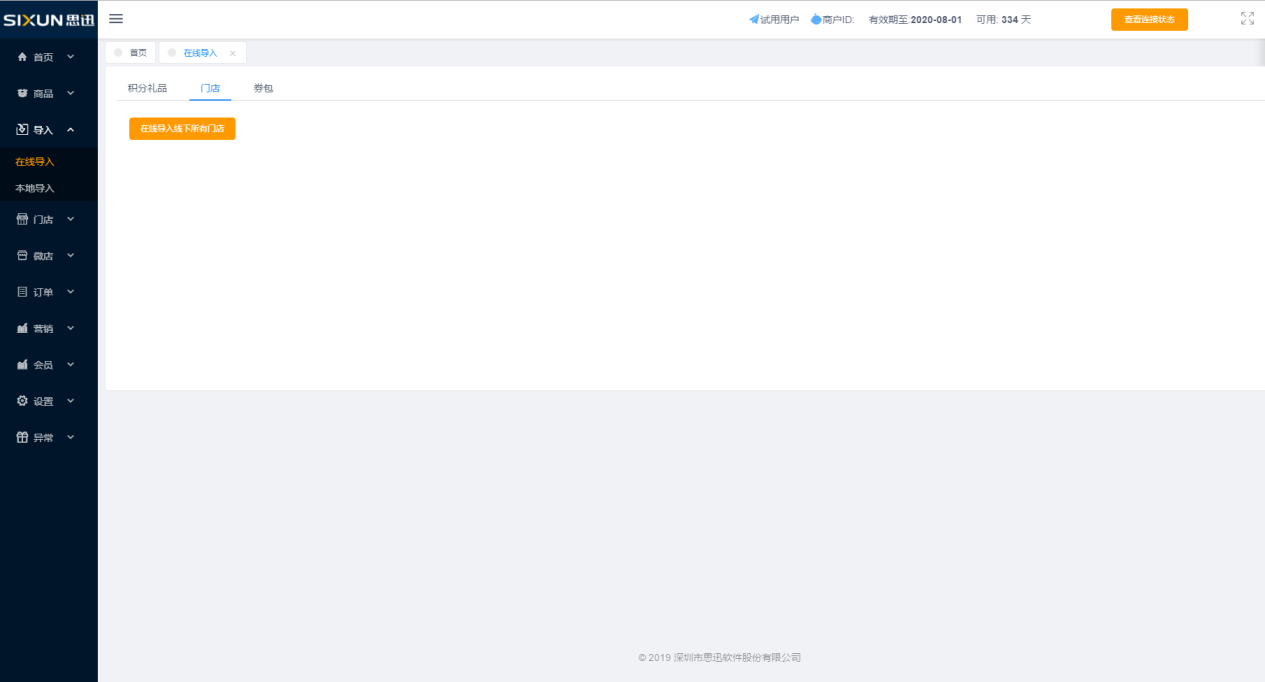 SIXUN思迅
试用用户 商户ID: 有效期至:2020-08-01 可用: 334 天 查看连接状态
首页 在线导入
首页
商品
导入
在线导入
本地导入
门店
微店
订单
营销
会员
设置
异常
积分礼品 门店 券包
在线导入线下所有门店
© 2019 深圳市思迅软件股份有限公司